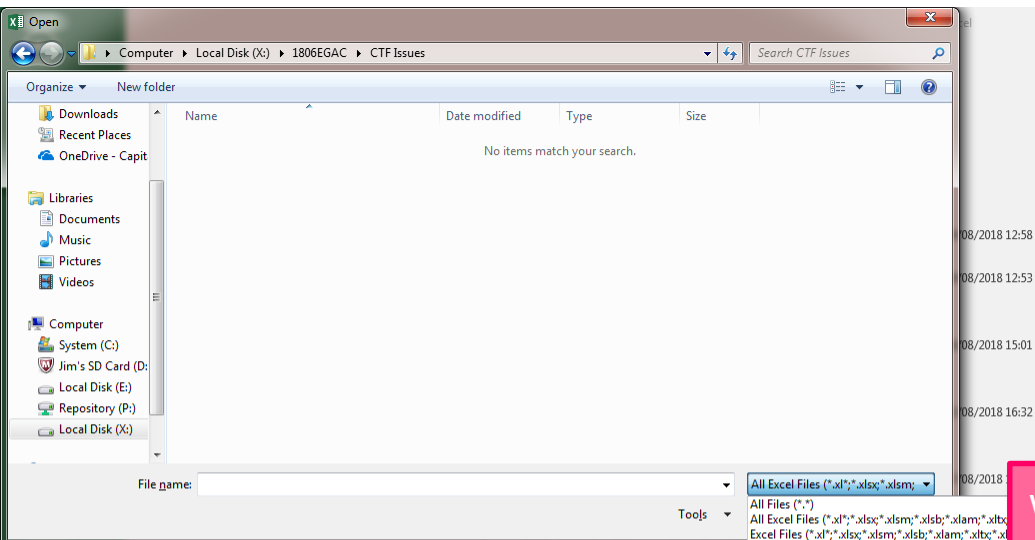 Open
el
Computer ▸ Local Disk (X:) ▸ 1806EGAC ▸ CTF Issues
Search CTF Issues
Organize
New folder
Downloads
Recent Places
OneDrive - Capit
Libraries
Documents
Music
Pictures
Videos
Computer
System (C:)
Jim's SD Card (D:
Local Disk (E:)
Repository (P:)
Local Disk (X:)
Name Date modified Type Size
No items match your search.
/08/2018 12:58
/08/2018 12:53
/08/2018 15:01
/08/2018 16:32
/08/2018
File name:
All Excel Files (*.xl*;*.xlsx;*.xlsm;
Tools
All Files (*.*)
All Excel Files (*.xl*;*.xlsx;*.xlsm;*.xlsb;*.xlam;*.xltx;
Excel Files (*.xl*;*.xlsx;*.xlsm;*.xlsb;*.xlam;*.xltx;*.xl